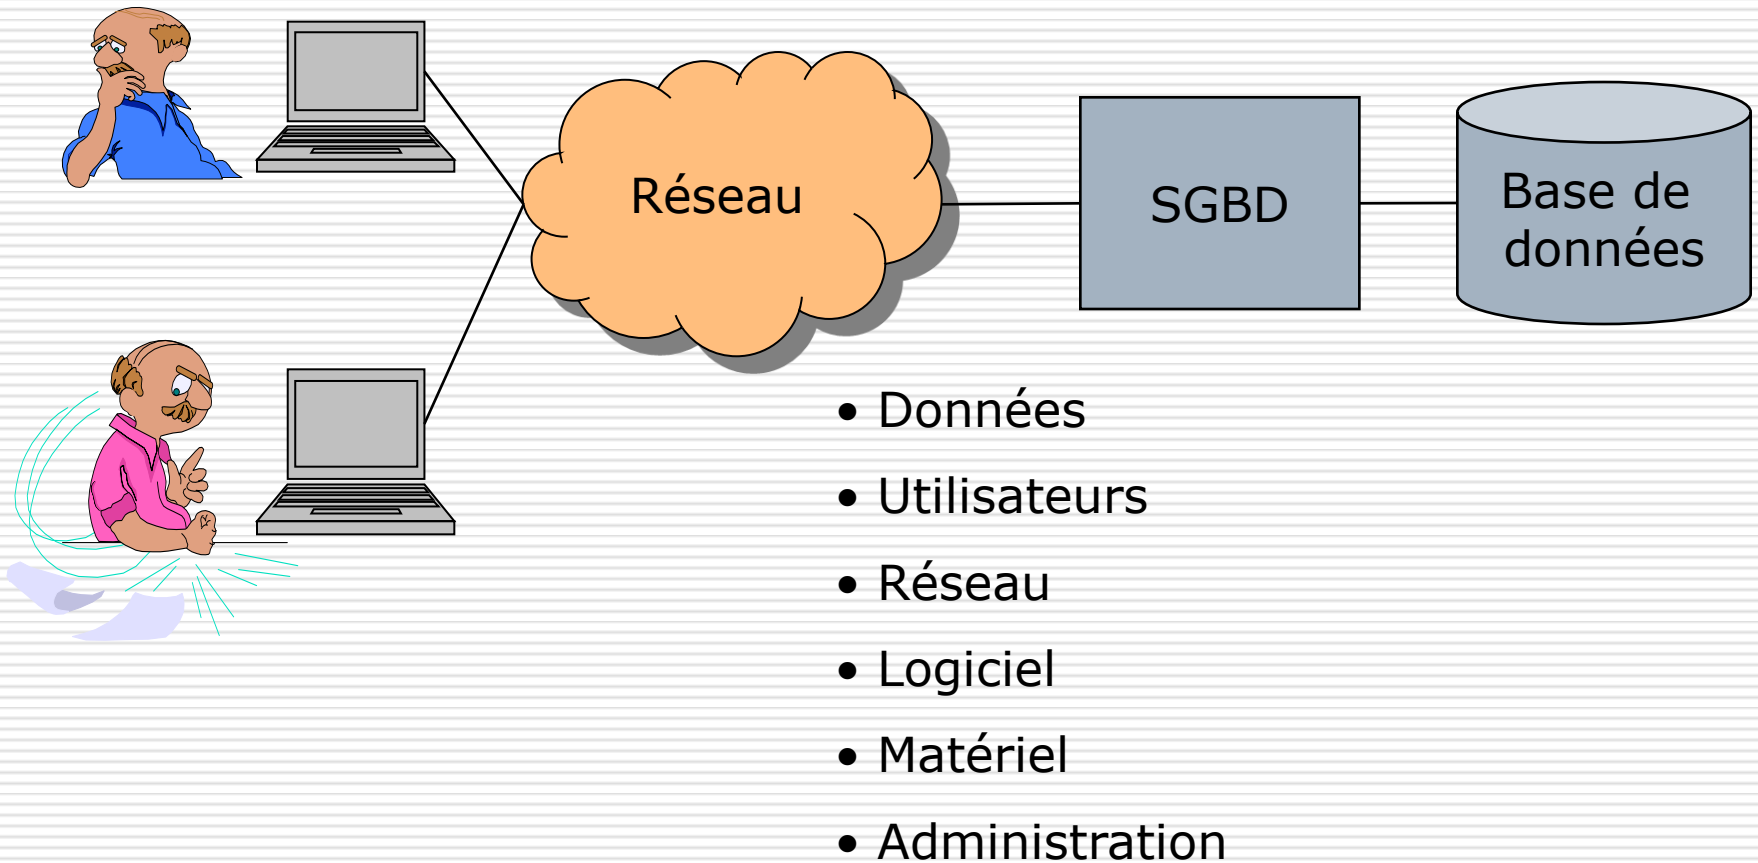 Réseau
SGBD
Base de
données
• Données
• Utilisateurs
• Réseau
• Logiciel
• Matériel
• Administration